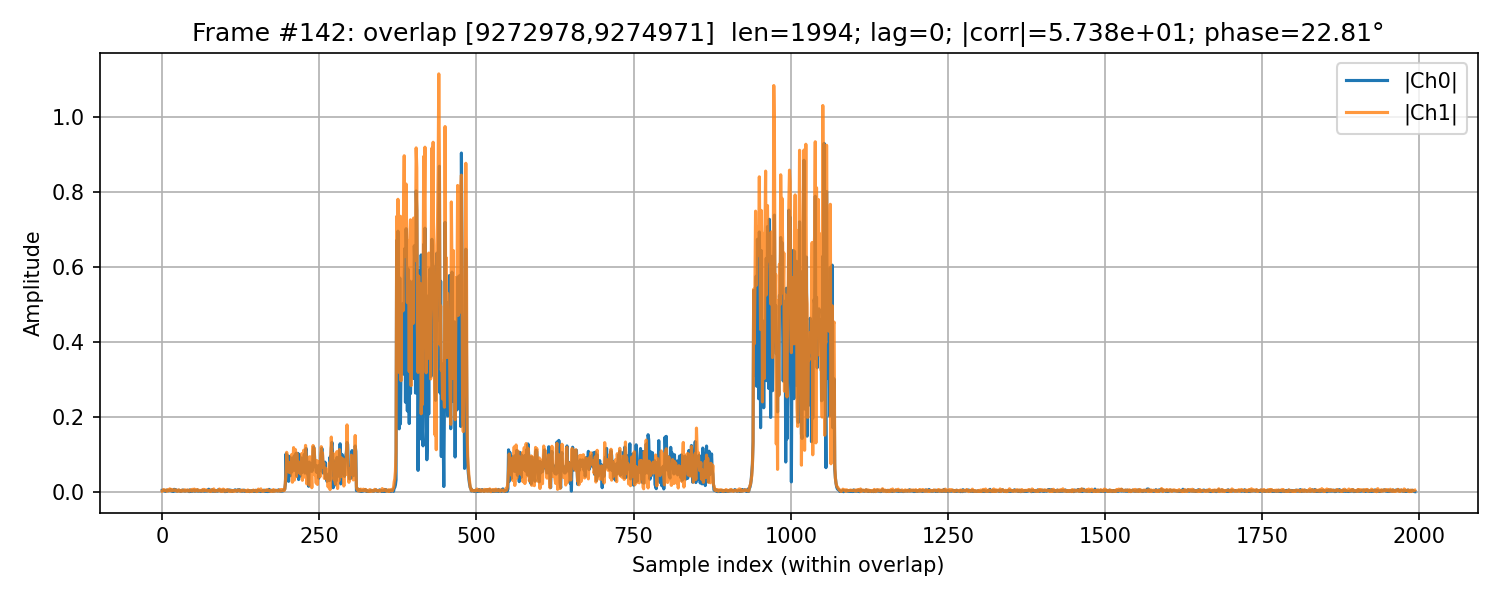 Frame #142: overlap [9272978,9274971]  len=1994; lag=0; |corr|=5.738e+01; phase=22.81°
|Ch0|
|Ch1|
1.0
0.8
0.6
0.4
0.2
0.0
Amplitude
0 250 500 750 1000 1250 1500 1750 2000
Sample index (within overlap)